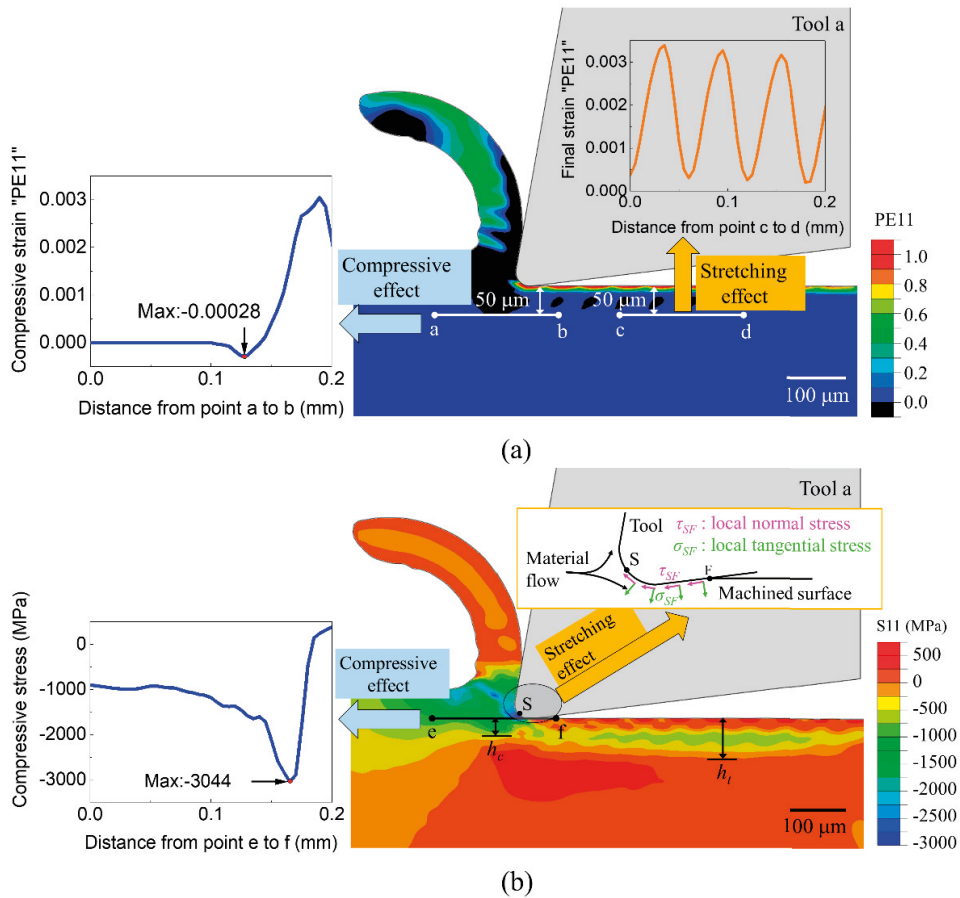 Tool a
Final strain "PE11"
0.003
0.002
0.001
0.000
0.0 0.1 0.2
Distance from point c to d (mm)
Compressive strain "PE11"
0.003
0.002
0.001
0.000
Max:-0.00028
0.0 0.1 0.2
Distance from point a to b (mm)
Compressive
effect
Stretching
effect
50 μm 50 μm
a b c d
100 μm
PE11
1.0
0.8
0.6
0.4
0.2
0.0
(a)
Tool a
Tool
τSF : local normal stress
σSF : local tangential stress
Material
flow
S
τSF
F
σSF
Machined surface
Compressive stress (MPa)
0
-1000
-2000
-3000
Max:-3044
0.0 0.1 0.2
Distance from point e to f (mm)
Compressive
effect
Stretching
effect
S
e f
hc
ht
100 μm
S11 (MPa)
500
0
-500
-1000
-1500
-2000
-2500
-3000
(b)